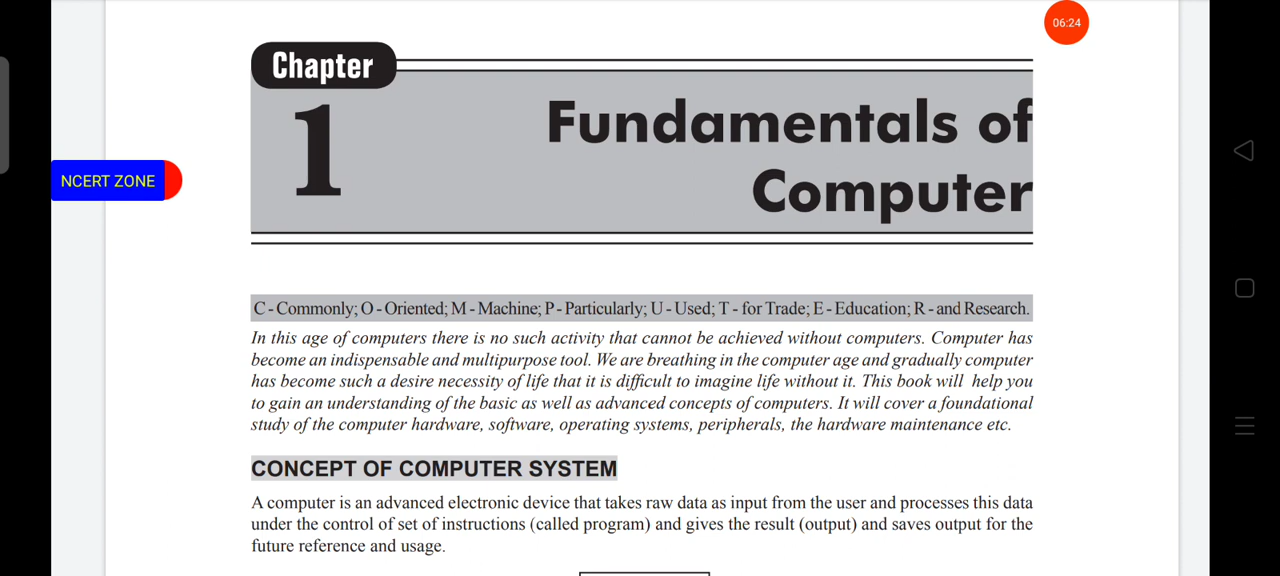 06:24
Chapter
1
Fundamentals of
Computer
NCERT ZONE
C - Commonly; O - Oriented; M - Machine; P - Particularly; U - Used; T - for Trade; E - Education; R - and Research.
In this age of computers there is no such activity that cannot be achieved without computers. Computer has
become an indispensable and multipurpose tool. We are breathing in the computer age and gradually computer
has become such a desire necessity of life that it is difficult to imagine life without it. This book will help you
to gain an understanding of the basic as well as advanced concepts of computers. It will cover a foundational
study of the computer hardware, software, operating systems, peripherals, the hardware maintenance etc.
CONCEPT OF COMPUTER SYSTEM
A computer is an advanced electronic device that takes raw data as input from the user and processes this data
under the control of set of instructions (called program) and gives the result (output) and saves output for the
future reference and usage.